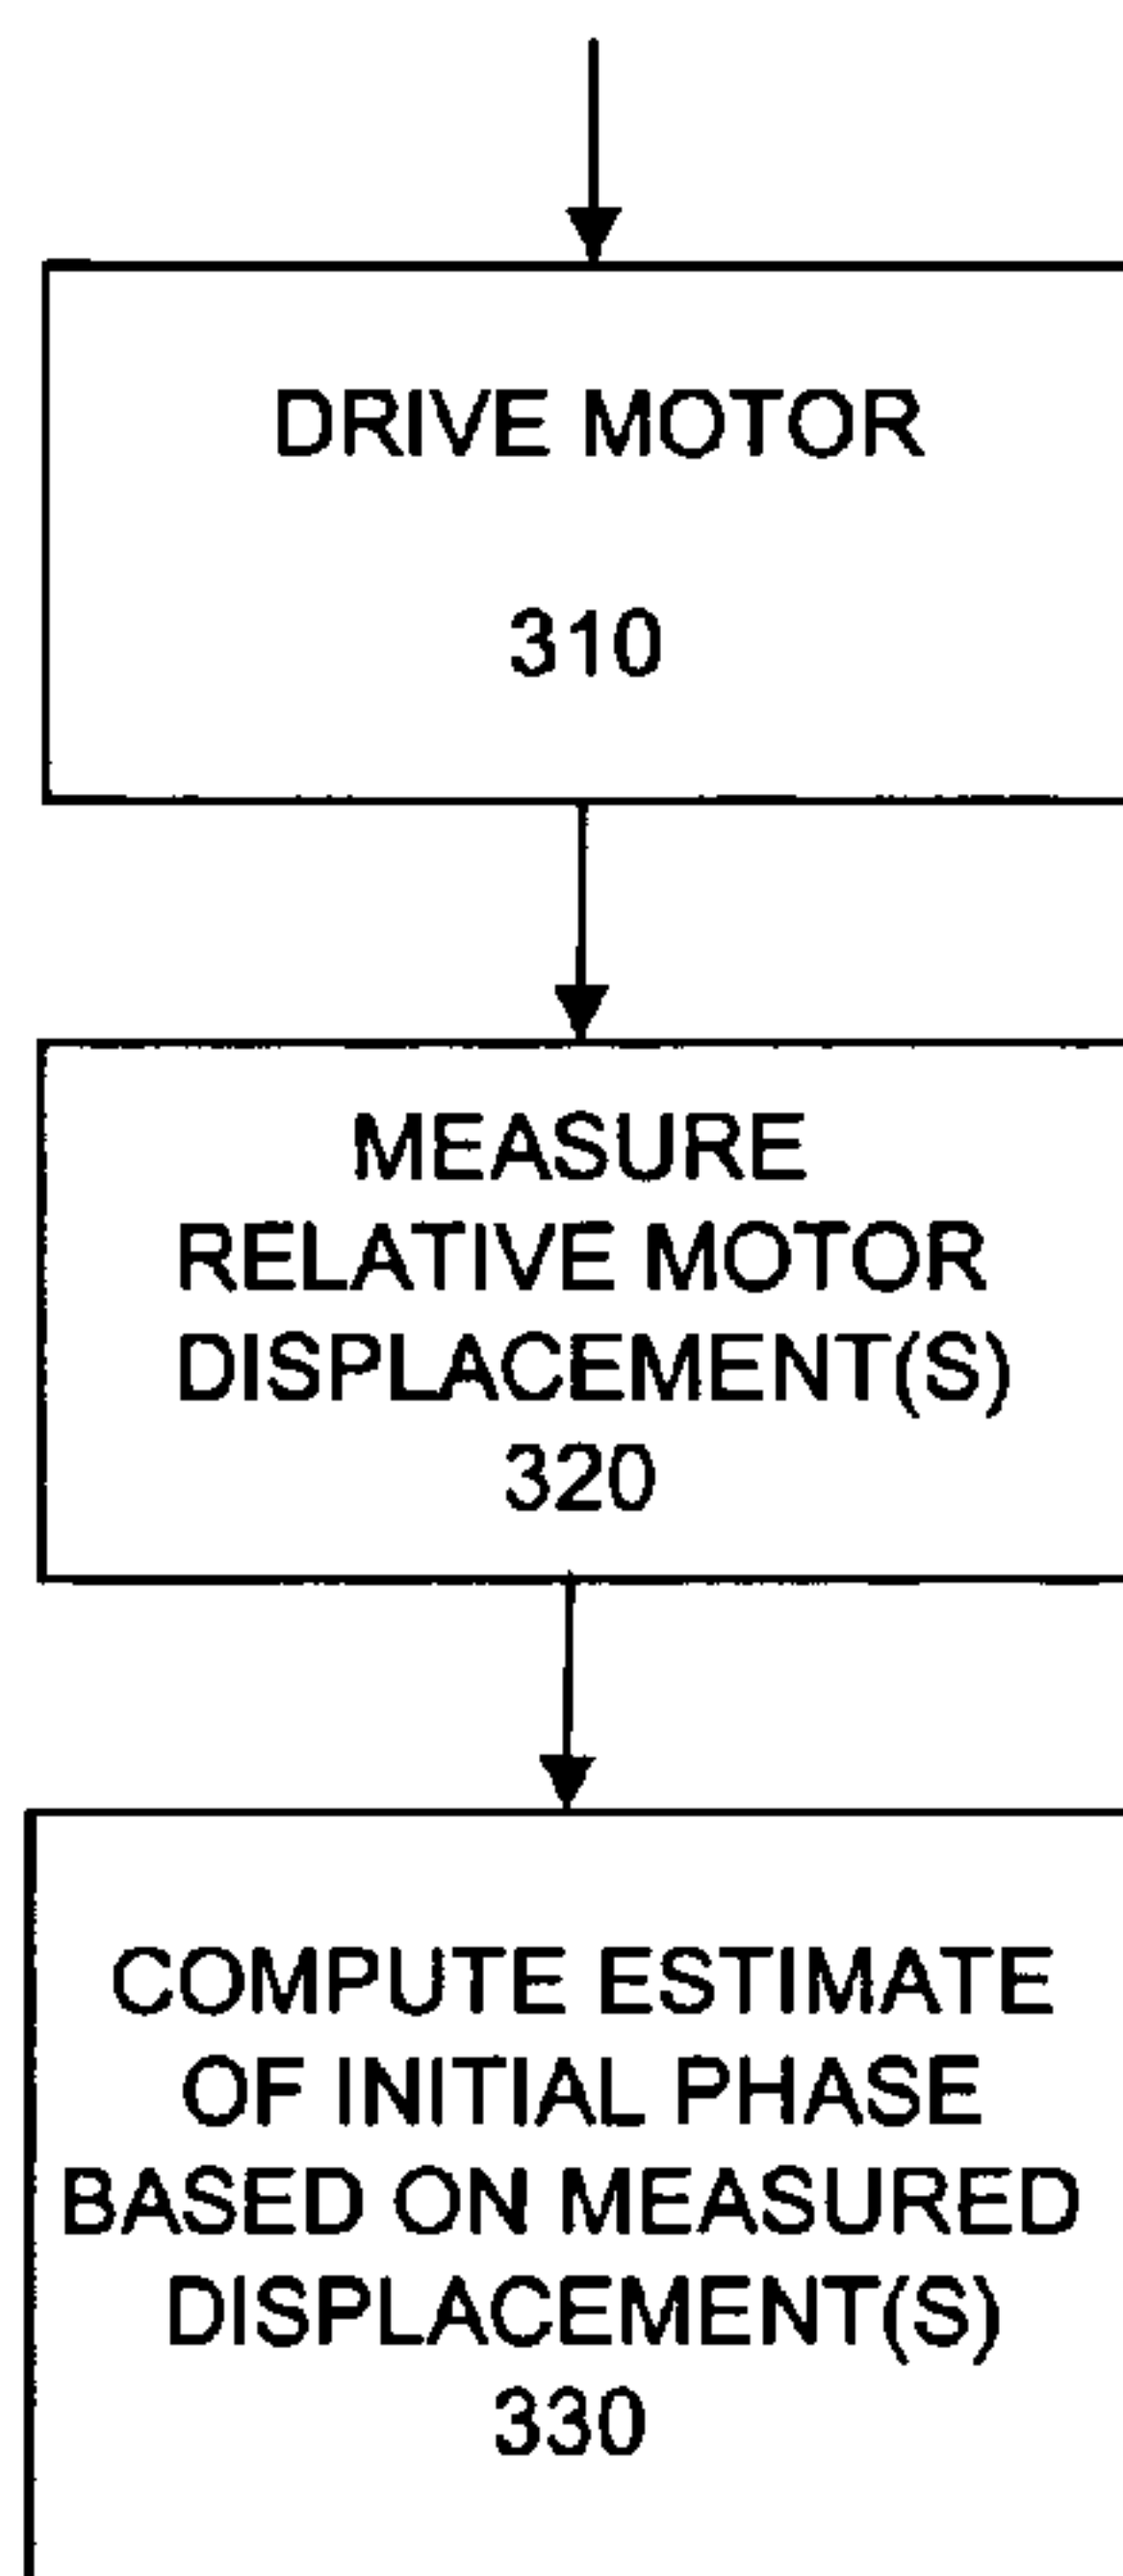 DRIVE MOTOR
310
MEASURE
RELATIVE MOTOR
DISPLACEMENT(S)
320
COMPUTE ESTIMATE
OF INITIAL PHASE
BASED ON MEASURED
DISPLACEMENT(S)
330